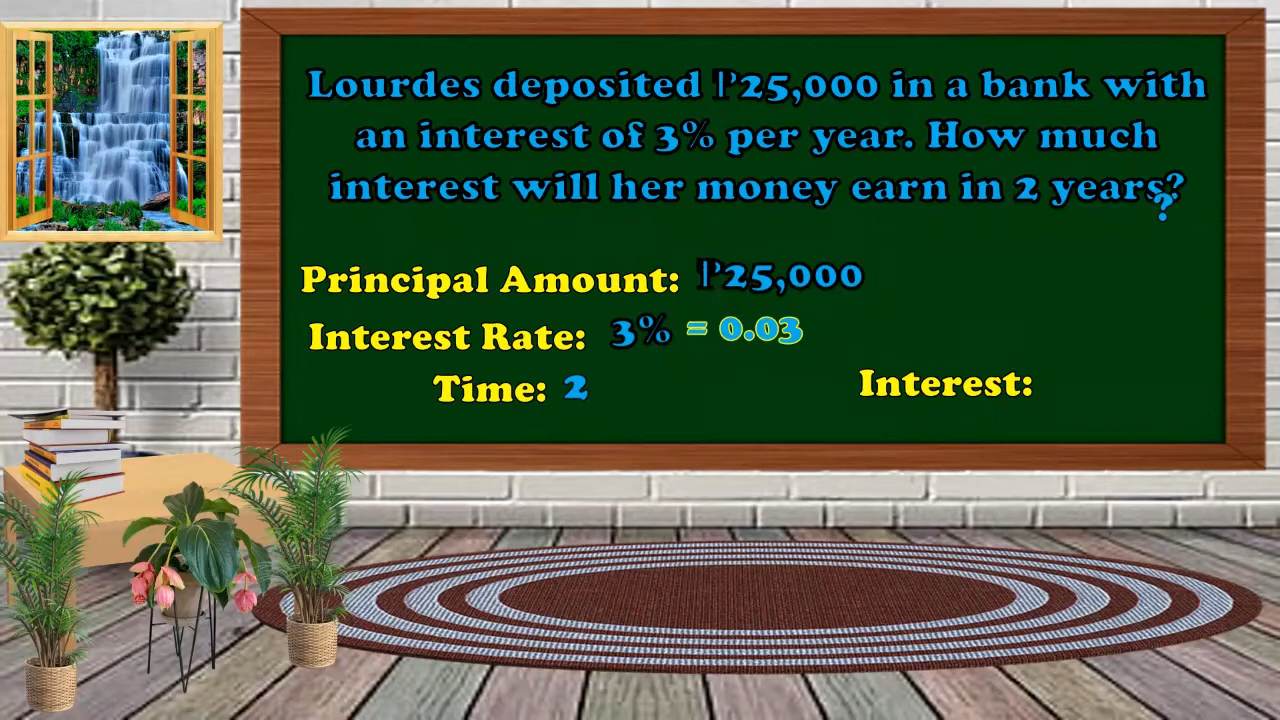 Lourdes deposited ₱25,000 in a bank with
an interest of 3% per year. How much
interest will her money earn in 2 years?
?
Principal Amount: ₱25,000
Interest Rate: 3% = 0.03
Time: 2
Interest: